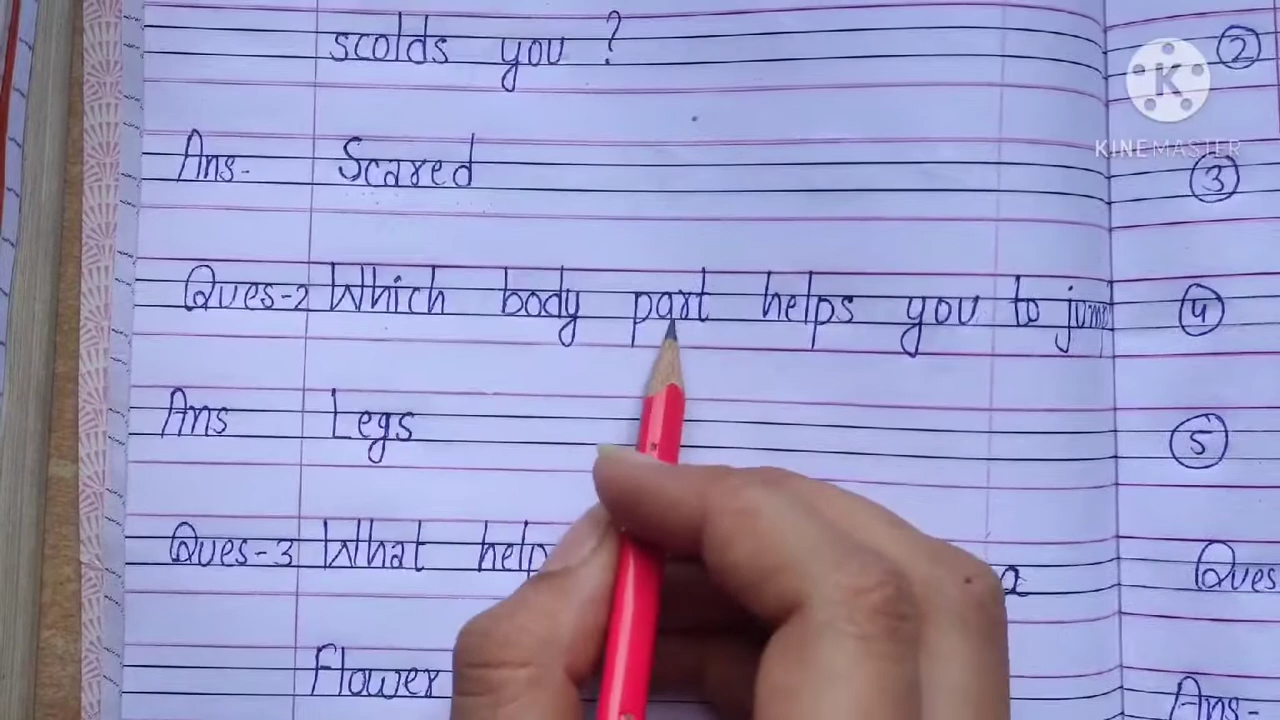 scolds you ?
Ans- Scared
Ques-2 Which body part helps you to jump
Ans Legs
Ques-3 What help a
Flower
2
3
4
5
Ques
Ans-
K
KINEMASTER